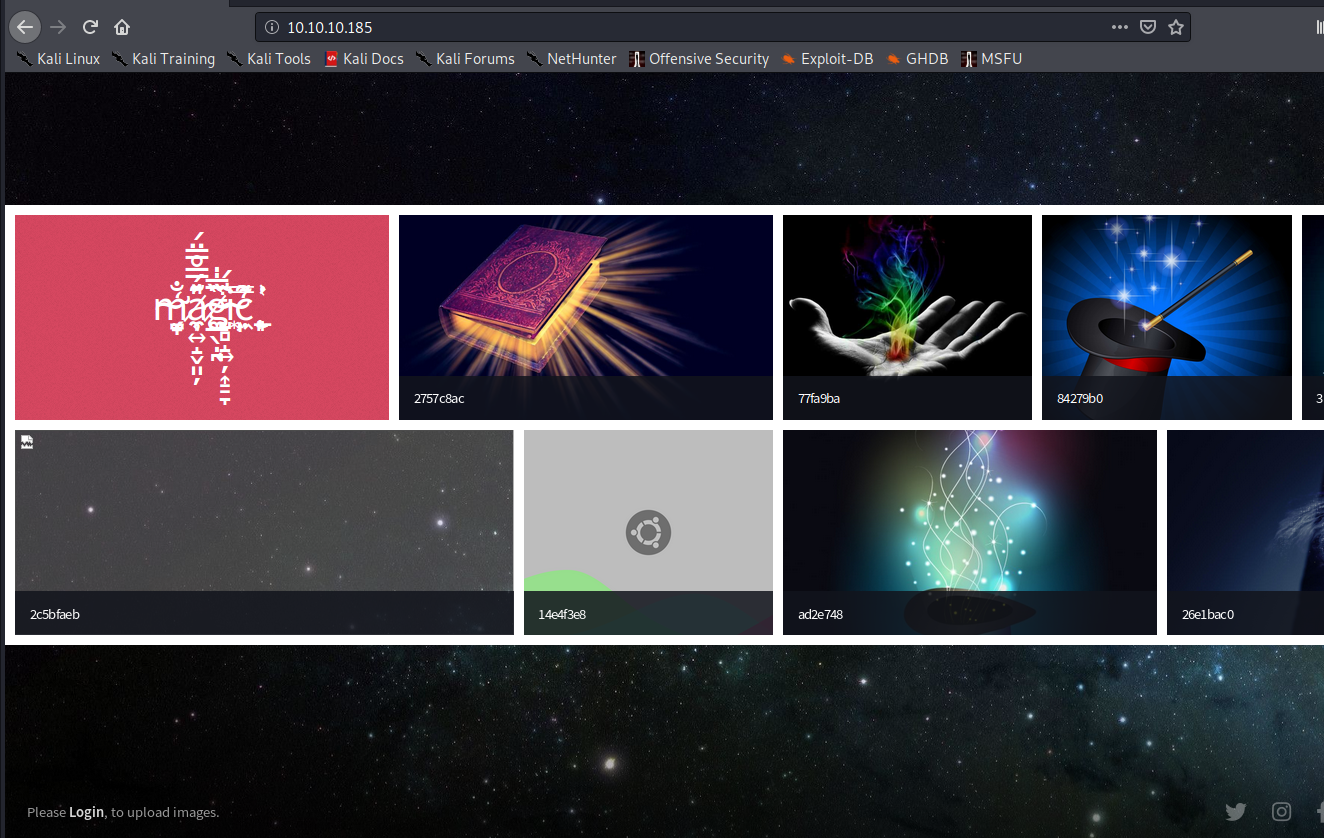 10.10.10.185
Kali Linux Kali Training Kali Tools Kali Docs Kali Forums NetHunter Offensive Security Exploit-DB GHDB MSFU
magic
2757c8ac 77fa9ba 84279b0 3
2c5bfaeb 14e4f3e8 ad2e748 26e1bac0
Please Login, to upload images.